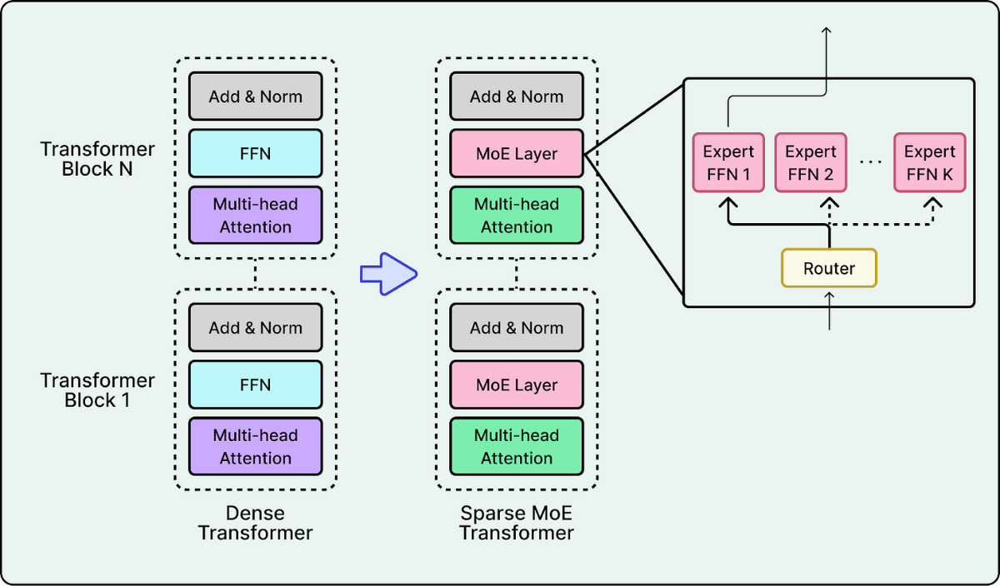 Transformer
Block N
Add & Norm
FFN
Multi-head
Attention
Add & Norm
MoE Layer
Multi-head
Attention
Expert
FFN 1
Expert
FFN 2
...
Expert
FFN K
Router
Transformer
Block 1
Add & Norm
FFN
Multi-head
Attention
Add & Norm
MoE Layer
Multi-head
Attention
Dense
Transformer
Sparse MoE
Transformer